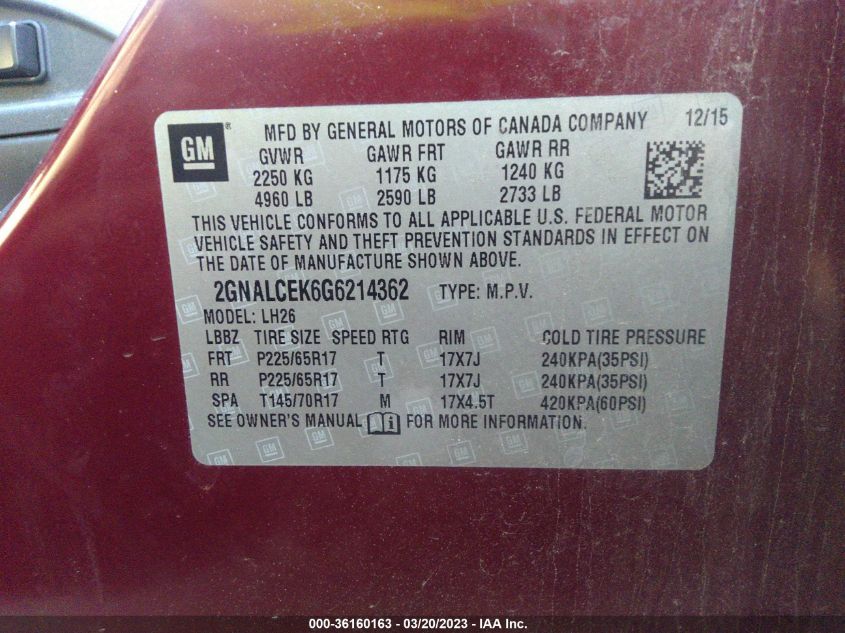 GM ® MFD BY GENERAL MOTORS OF CANADA COMPANY 12/15
GVWR GAWR FRT GAWR RR
2250 KG 1175 KG 1240 KG
4960 LB 2590 LB 2733 LB
THIS VEHICLE CONFORMS TO ALL APPLICABLE U.S. FEDERAL MOTOR
VEHICLE SAFETY AND THEFT PREVENTION STANDARDS IN EFFECT ON
THE DATE OF MANUFACTURE SHOWN ABOVE.
2GNALCEK6G6214362 TYPE: M.P.V.
MODEL: LH26
LBBZ TIRE SIZE SPEED RTG RIM COLD TIRE PRESSURE
FRT P225/65R17 T 17X7J 240KPA(35PSI)
RR P225/65R17 T 17X7J 240KPA(35PSI)
SPA T145/70R17 M 17X4.5T 420KPA(60PSI)
SEE OWNER'S MANUAL FOR MORE INFORMATION.
000-36160163 - 03/20/2023 - IAA Inc.